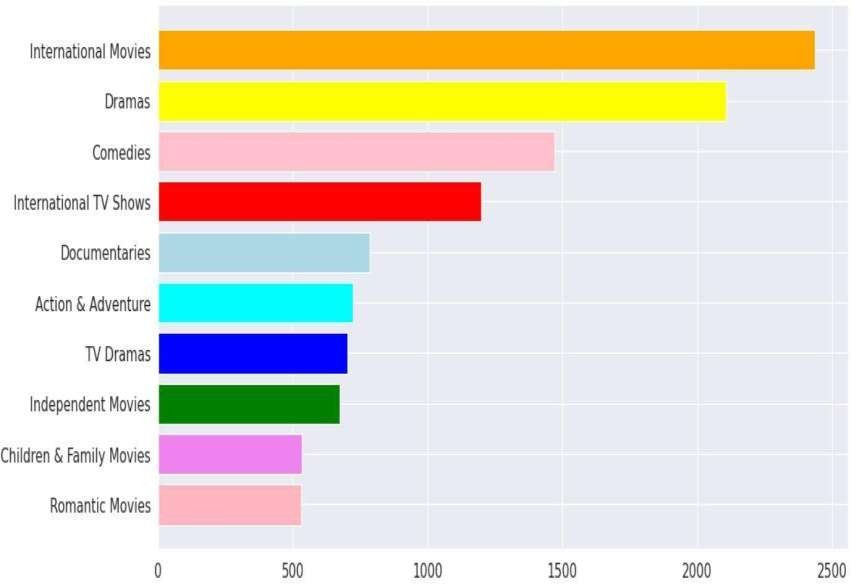 International Movies
Dramas
Comedies
International TV Shows
Documentaries
Action & Adventure
TV Dramas
Independent Movies
Children & Family Movies
Romantic Movies
0 500 1000 1500 2000 2500